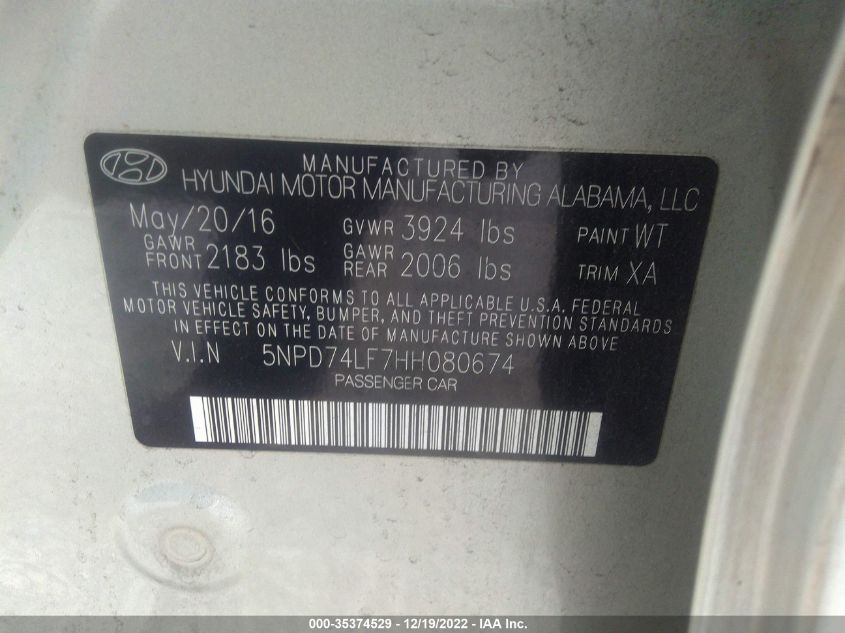 MANUFACTURED BY
HYUNDAI MOTOR MANUFACTURING ALABAMA, LLC
May/20/16 GVWR 3924 lbs PAINT WT
GAWR FRONT 2183 lbs GAWR REAR 2006 lbs TRIM XA
THIS VEHICLE CONFORMS TO ALL APPLICABLE U.S.A. FEDERAL
MOTOR VEHICLE SAFETY, BUMPER, AND THEFT PREVENTION STANDARDS
IN EFFECT ON THE DATE OF MANUFACTURE SHOWN ABOVE
V.I.N 5NPD74LF7HH080674
PASSENGER CAR
000-35374529 - 12/19/2022 - IAA Inc.